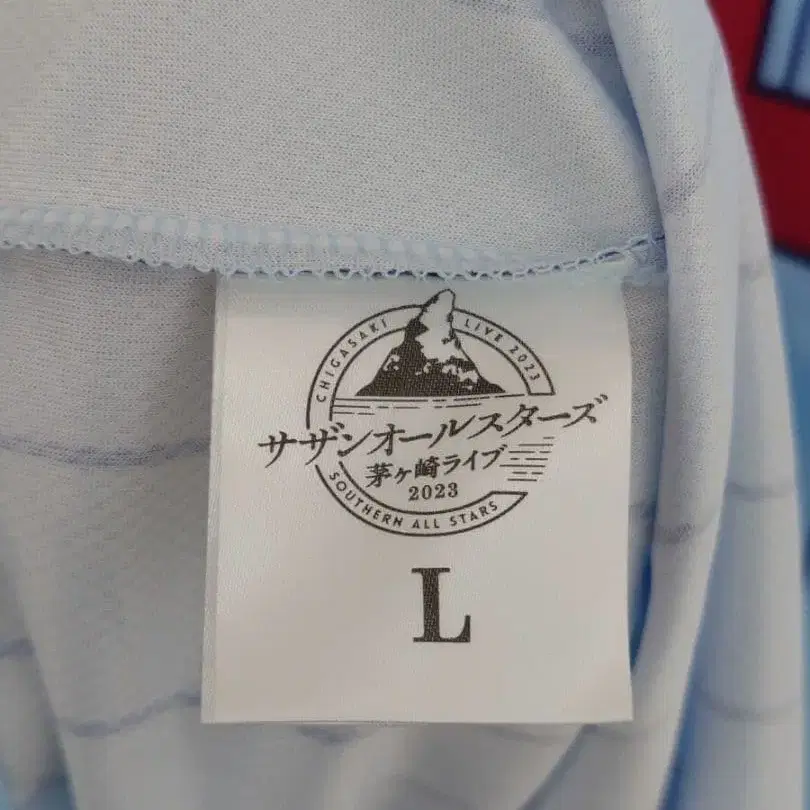 CHIGASAKI LIVE 2023
サザンオールスターズ
茅ヶ崎ライブ
2023
SOUTHERN ALL STARS
L